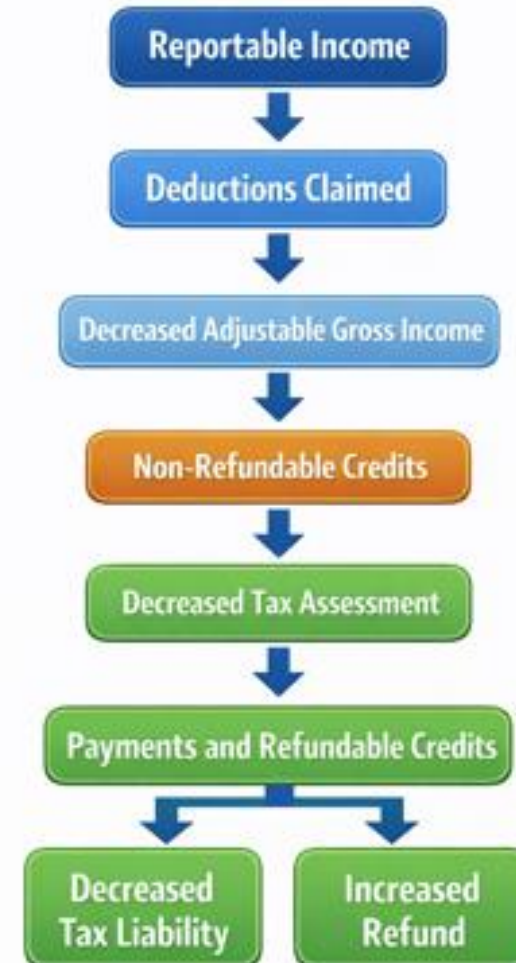 Reportable Income
Deductions Claimed
Decreased Adjustable Gross Income
Non-Refundable Credits
Decreased Tax Assessment
Payments and Refundable Credits
Decreased
Tax Liability
Increased
Refund